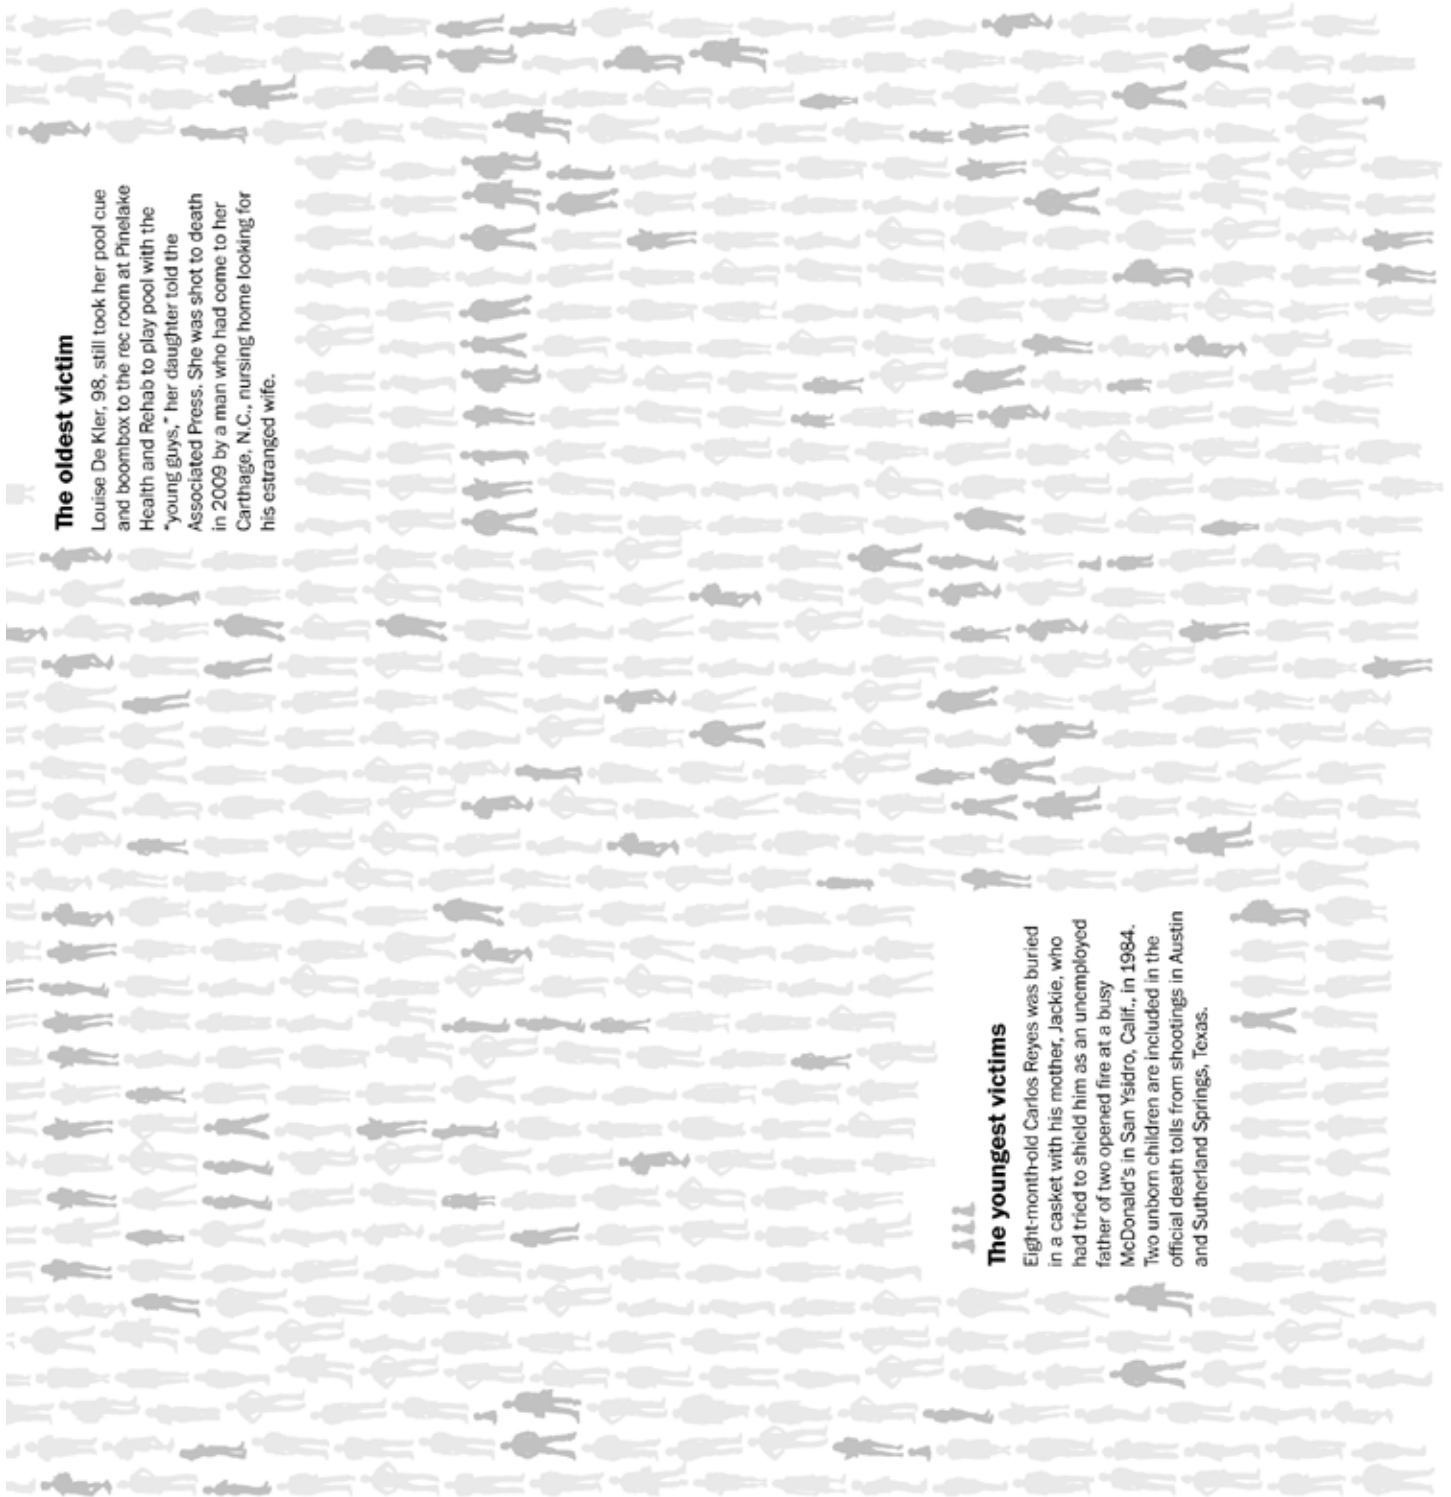 The oldest victim
Louise De Kler, 98, still took her pool cue
and boombox to the rec room at Pinelake
Health and Rehab to play pool with the
“young guys,” her daughter told the
Associated Press. She was shot to death
in 2009 by a man who had come to her
Carthage, N.C., nursing home looking for
his estranged wife.
The youngest victims
Eight-month-old Carlos Reyes was buried
in a casket with his mother, Jackie, who
had tried to shield him as an unemployed
father of two opened fire at a busy
McDonald's in San Ysidro, Calif., in 1984.
Two unborn children are included in the
official death tolls from shootings in Austin
and Sutherland Springs, Texas.